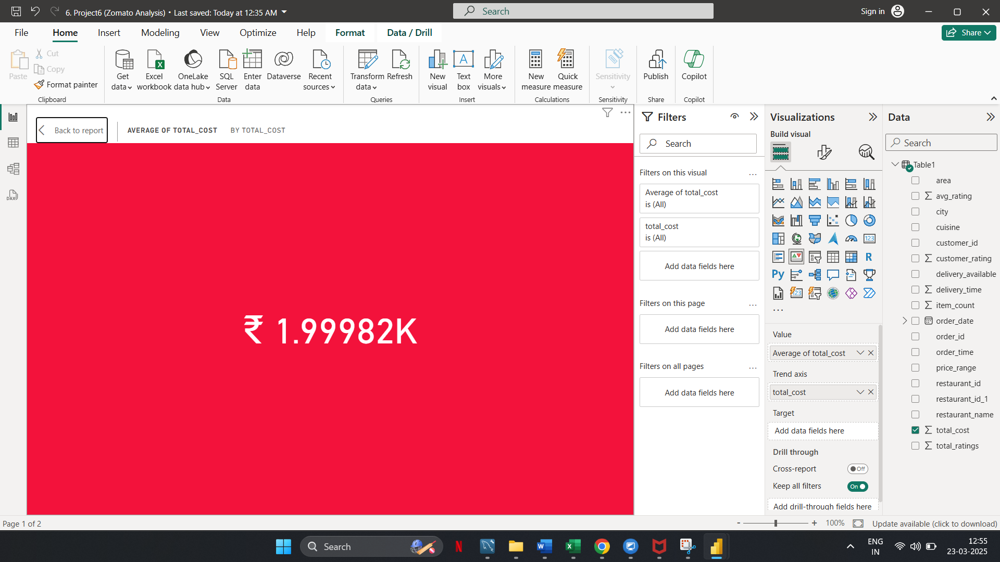 6. Project6 (Zomato Analysis) • Last saved: Today at 12:35 AM
Search
Sign in
File
Home
Insert
Modeling
View
Optimize
Help
Format
Data / Drill
Share
Paste
Cut
Copy
Format painter
Clipboard
Get data
Excel workbook
OneLake data hub
SQL Server
Enter data
Dataverse
Recent sources
Data
Transform data
Refresh
Queries
New visual
Text box
More visuals
Insert
New measure
Quick measure
Calculations
Sensitivity
Sensitivity
Publish
Share
Copilot
Copilot
Back to report
AVERAGE OF TOTAL_COST
BY TOTAL_COST
₹ 1.99982K
Filters
Search
Filters on this visual
Average of total_cost
is (All)
total_cost
is (All)
Add data fields here
Filters on this page
Add data fields here
Filters on all pages
Add data fields here
Visualizations
Build visual
123
R
Py
123
Value
Average of total_cost
Trend axis
total_cost
Target
Add data fields here
Drill through
Cross-report
Off
Keep all filters
On
Add drill-through fields here
Data
Search
Table1
area
avg_rating
city
cuisine
customer_id
customer_rating
delivery_available
delivery_time
item_count
order_date
order_id
order_time
price_range
restaurant_id
restaurant_id_1
restaurant_name
total_cost
total_ratings
DAX
Page 1 of 2
- + 100%
Update available (click to download)
Search
ENG
IN
12:55
23-03-2025